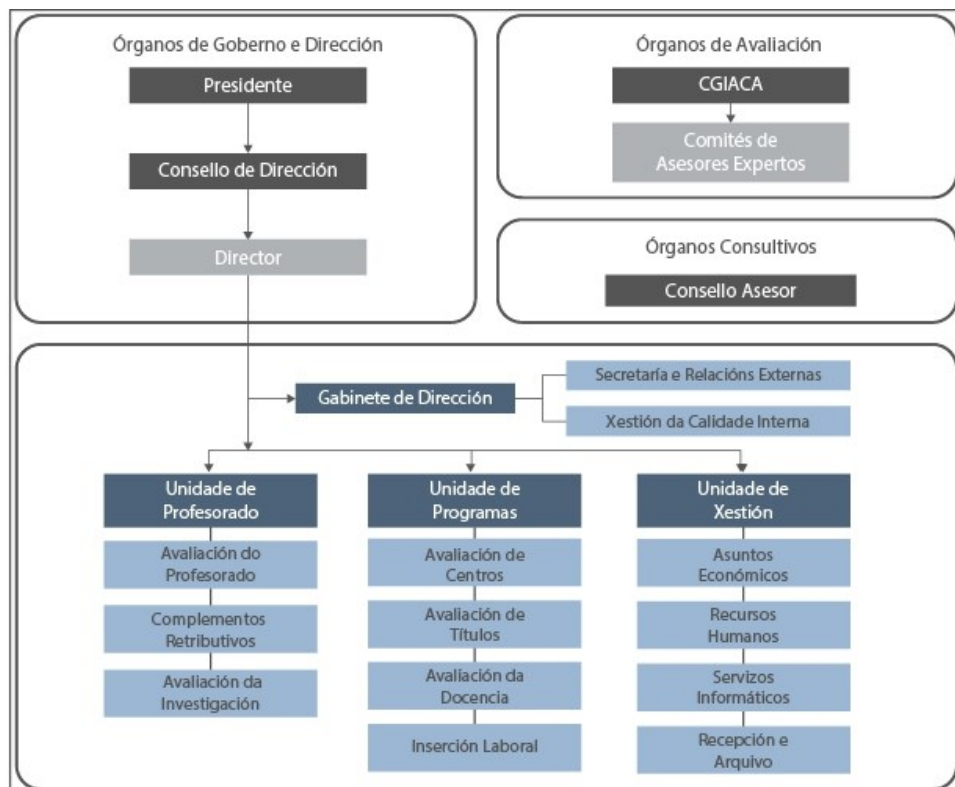 Órganos de Goberno e Dirección
Presidente
Consello de Dirección
Director
Órganos de Avaliación
CGIACA
Comités de
Asesores Expertos
Órganos Consultivos
Consello Asesor
Gabinete de Dirección
Secretaría e Relacións Externas
Xestión da Calidade Interna
Unidade de
Profesorado
Avaliación do
Profesorado
Complementos
Retributivos
Avaliación da
Investigación
Unidade de
Programas
Avaliación de
Centros
Avaliación de
Títulos
Avaliación da
Docencia
Inserción Laboral
Unidade de
Xestión
Asuntos
Económicos
Recursos
Humanos
Servizos
Informáticos
Recepción e
Arquivo